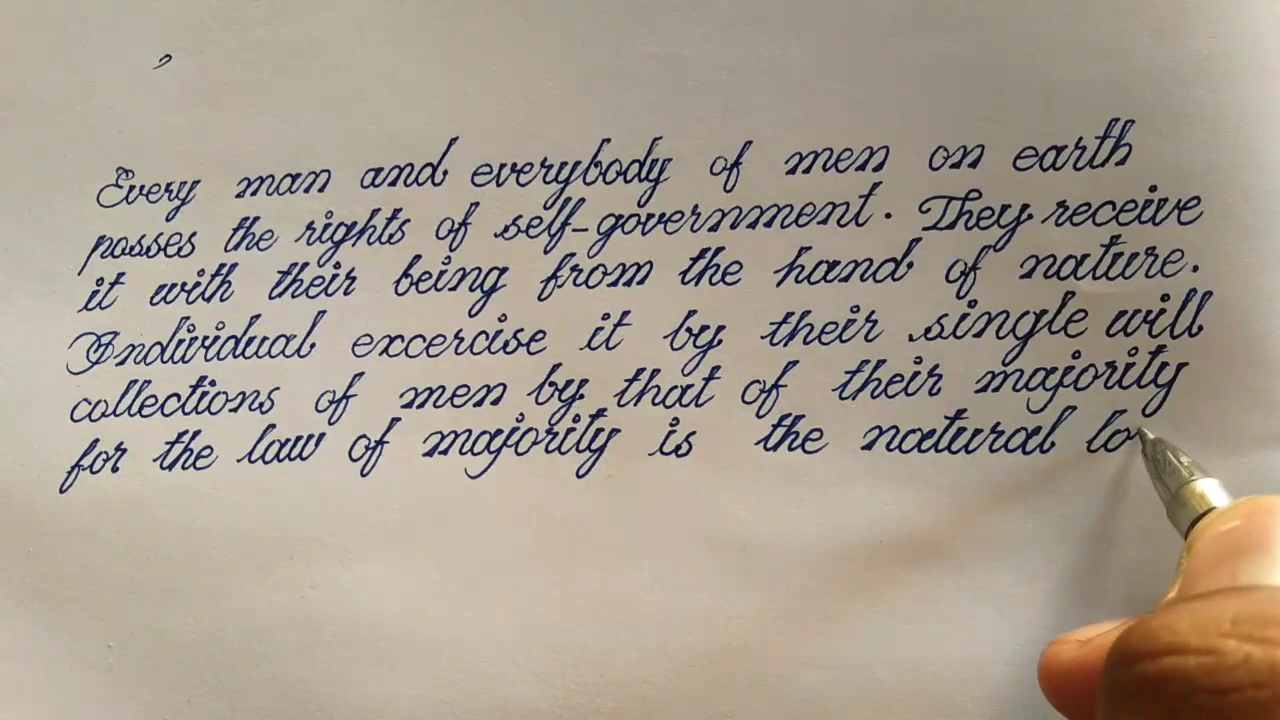 Every man and everybody of men on earth
posses the rights of self-government. They receive
it with their being from the hand of nature.
Individual excercise it by their single will
collections of men by that of their majority
for the law of majority is the natural